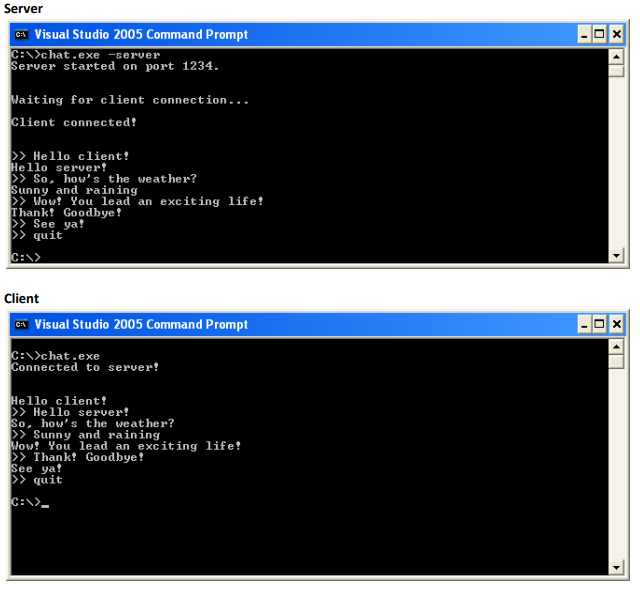 Server
Visual Studio 2005 Command Prompt
C:\>chat.exe -server
Server started on port 1234.
Waiting for client connection...
Client connected!
>> Hello client!
Hello server!
>> So, how's the weather?
Sunny and raining
>> Wow! You lead an exciting life!
Thank! Goodbye!
>> See ya!
>> quit
C:\>
Client
Visual Studio 2005 Command Prompt
C:\>chat.exe
Connected to server!
Hello client!
>> Hello server!
So, how's the weather?
>> Sunny and raining
Wow! You lead an exciting life!
>> Thank! Goodbye!
See ya!
>> quit
C:\>_